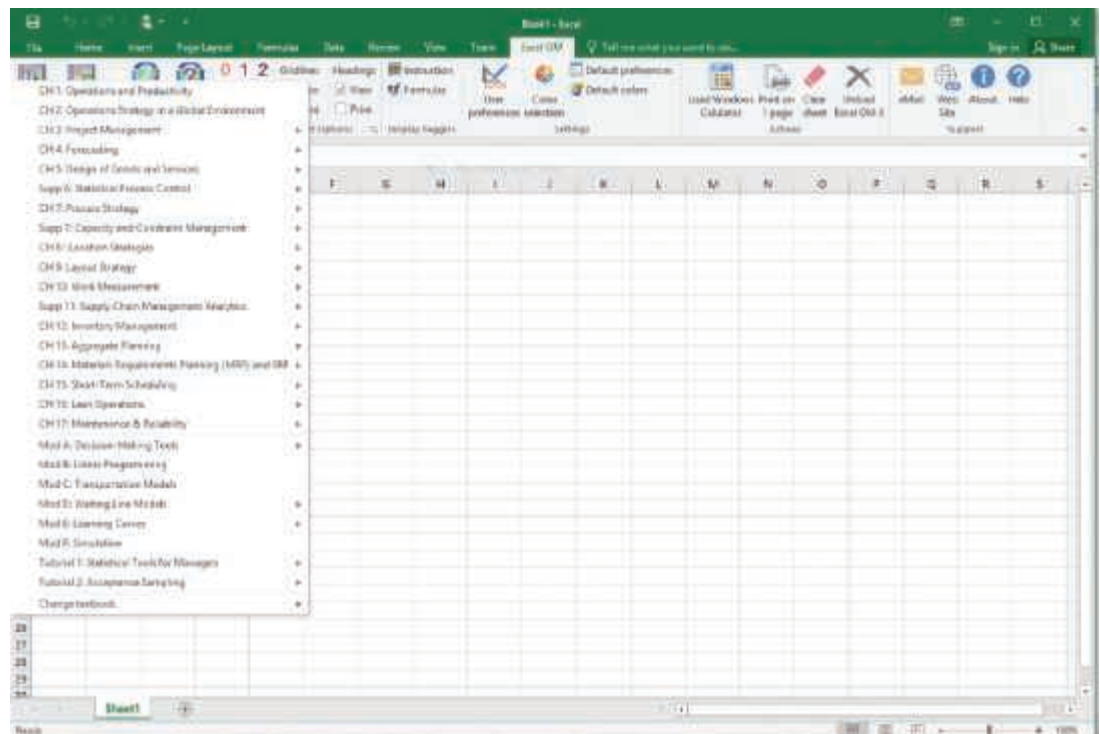 Book1 - Excel
File Home Insert Page Layout Formulas Data Review View Team Excel OM Tell me what you want to do... Sign in Share
0 1 2 Gridlines Headings Instruction Default preferences
View Formulas Default colors
Print
User preferences
Color selection
Load Windows Calulator
Print on 1 page
Clear sheet
Unload Excel OM
eMail
Web Site
About
Help
Display Settings Actions Support
CH 1: Operations and Productivity
CH 2: Operations Strategy in a Global Environment
CH 3: Project Management
CH 4: Forecasting
CH 5: Design of Goods and Services
Supp 6: Statistical Process Control
CH 7: Process Strategy
Supp 7: Capacity and Constraint Management
CH 8: Location Strategies
CH 9: Layout Strategy
CH 10: Work Measurement
Supp 11: Supply Chain Management Analytics
CH 12: Inventory Management
CH 13: Aggregate Planning
CH 14: Materials Requirements Planning (MRP) and ERP
CH 15: Short-Term Scheduling
CH 16: Lean Operations
CH 17: Maintenance & Reliability
Mod A: Decision-Making Tools
Mod B: Linear Programming
Mod C: Transportation Models
Mod D: Waiting Line Models
Mod E: Learning Curves
Mod F: Simulation
Tutorial 1: Statistical Tools for Managers
Tutorial 2: Acceptance Sampling
Change textbook
F G H I J K L M N O P Q R S
26
27
28
29
Sheet1
Ready
100%